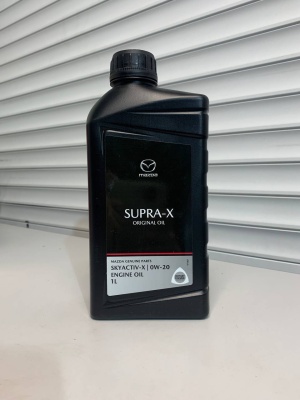 mazda
SUPRA-X
ORIGINAL OIL
MAZDA GENUINE PARTS
SKYACTIV-X | 0W-20
ENGINE OIL
1L